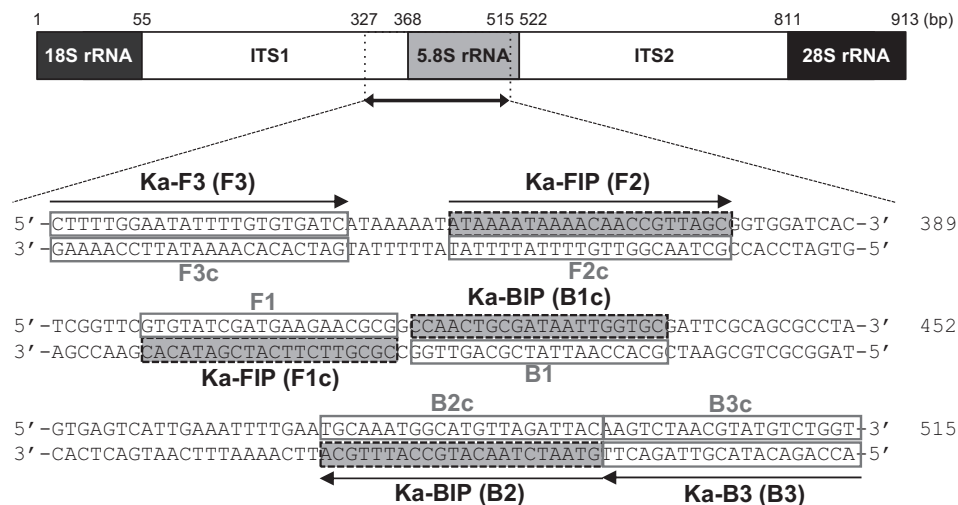 1 55 327 368 515 522 811 913 (bp)
18S rRNA ITS1 5.8S rRNA ITS2 28S rRNA
Ka-F3 (F3) Ka-FIP (F2)
5′-CTTTTGGAATATTTTGTGTGATCATAAAAATATAAAATAAAACAACCGTTAGCGGTGGATCAC-3′ 389
3′-GAAAACCTTATAAAACACACTAGTATTTTTATATTTTATTTTGTTGGCAATCGCCACCTAGTG-5′
F3c F2c
F1 Ka-BIP (B1c)
5′-TCGGTTCGTGTATCGATGAAGAACGCGGCCAACTGCGATAATTGGTGCGATTCGCAGCGCCTA-3′ 452
3′-AGCCAAGCACATAGCTACTTCTTGCGCCGGTTGACGCTATTAACCACGCTAAGCGTCGCGGAT-5′
Ka-FIP (F1c) B1
B2c B3c
5′-GTGAGTCATTGAAATTTTGAATGCAAATGGCATGTTAGATTACAAGTCTAACGTATGTCTGGT-3′ 515
3′-CACTCAGTAACTTTAAAACTTACGTTTACCGTACAATCTAATGTTCAGATTGCATACAGACCA-5′
Ka-BIP (B2) Ka-B3 (B3)